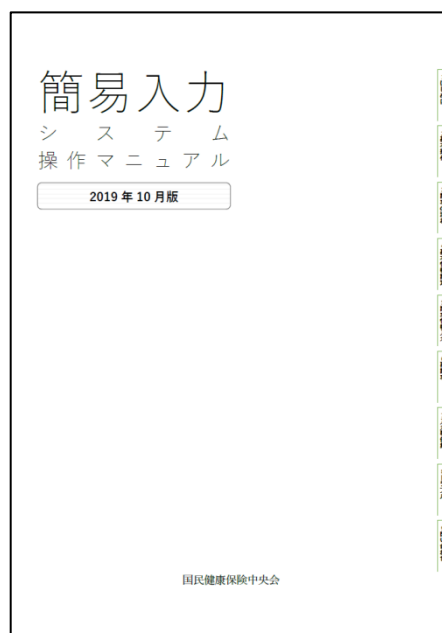 簡易入力
システム
操作マニュアル
2019 年 10 月版
国民健康保険中央会